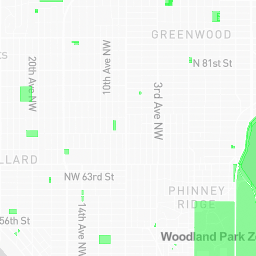 GREENWOOD
20th Ave NW
10th Ave NW
N 81st St
3rd Ave NW
LLARD
NW 63rd St
PHINNEY
RIDGE
14th Ave NW
56th St
Woodland Park Z